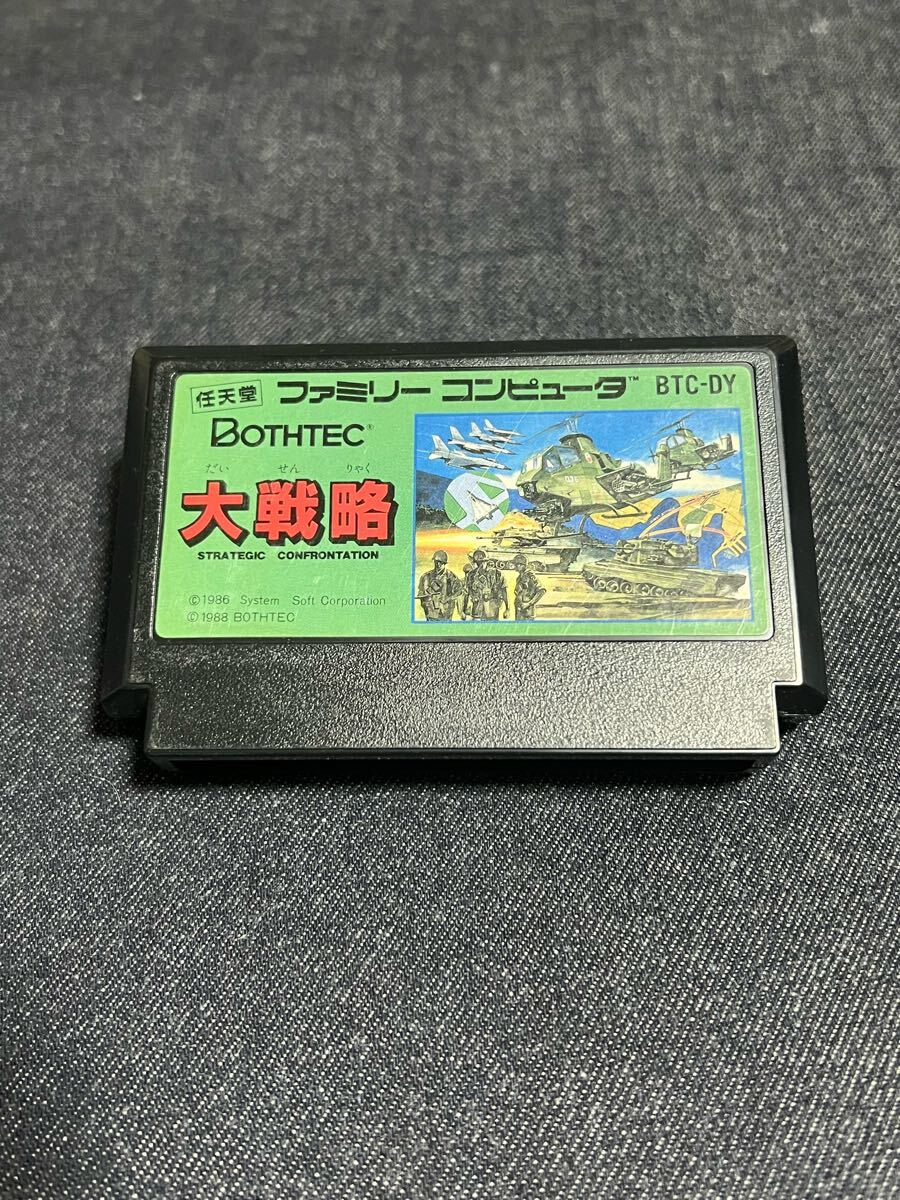 任天堂 ファミリー コンピュータ™ BTC-DY
BOTHTEC®
だい せん りゃく
大戦略
STRATEGIC CONFRONTATION
©1986 System Soft Corporation
©1988 BOTHTEC